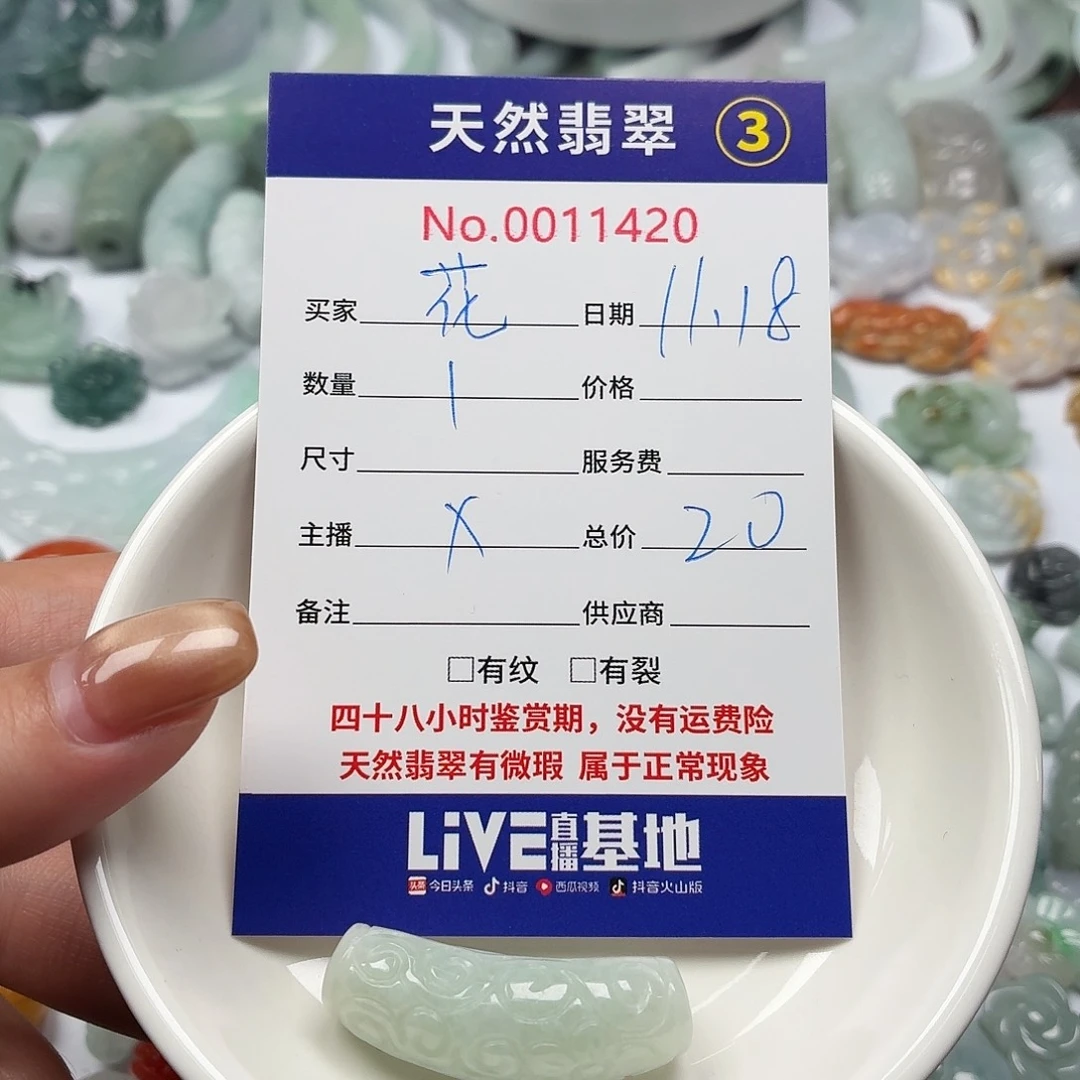 天然翡翠 3
No.0011420
买家 花 日期 11.18
数量 1 价格
尺寸 服务费
主播 X 总价 20
备注 供应商
□有纹 □有裂
四十八小时鉴赏期，没有运费险
天然翡翠有微瑕 属于正常现象
LiVE直播基地
头条 今日头条 抖音 西瓜视频 抖音火山版